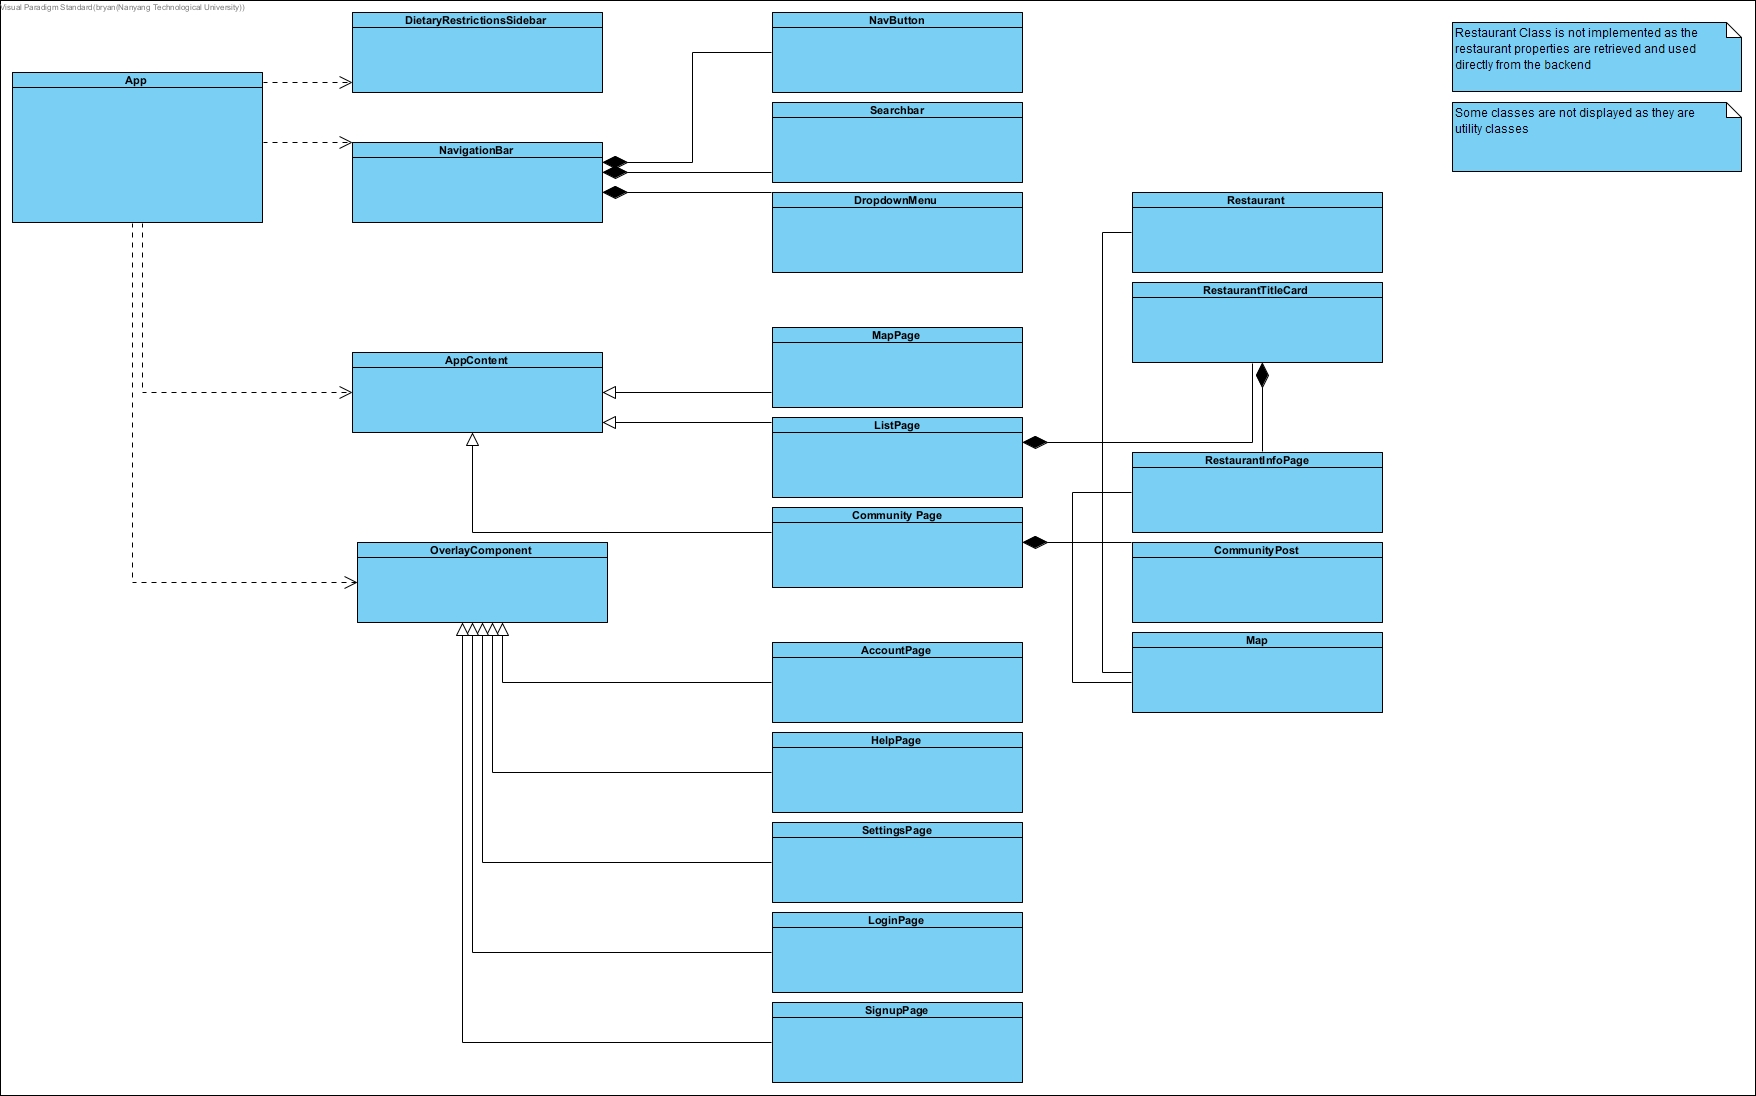 Visual Paradigm Standard(bryan(Nanyang Technological University))
DietaryRestrictionsSidebar
NavButton
Restaurant Class is not implemented as the
restaurant properties are retrieved and used
directly from the backend
App
Searchbar
Some classes are not displayed as they are
utility classes
NavigationBar
DropdownMenu
Restaurant
RestaurantTitleCard
MapPage
AppContent
ListPage
RestaurantInfoPage
Community Page
OverlayComponent
CommunityPost
Map
AccountPage
HelpPage
SettingsPage
LoginPage
SignupPage